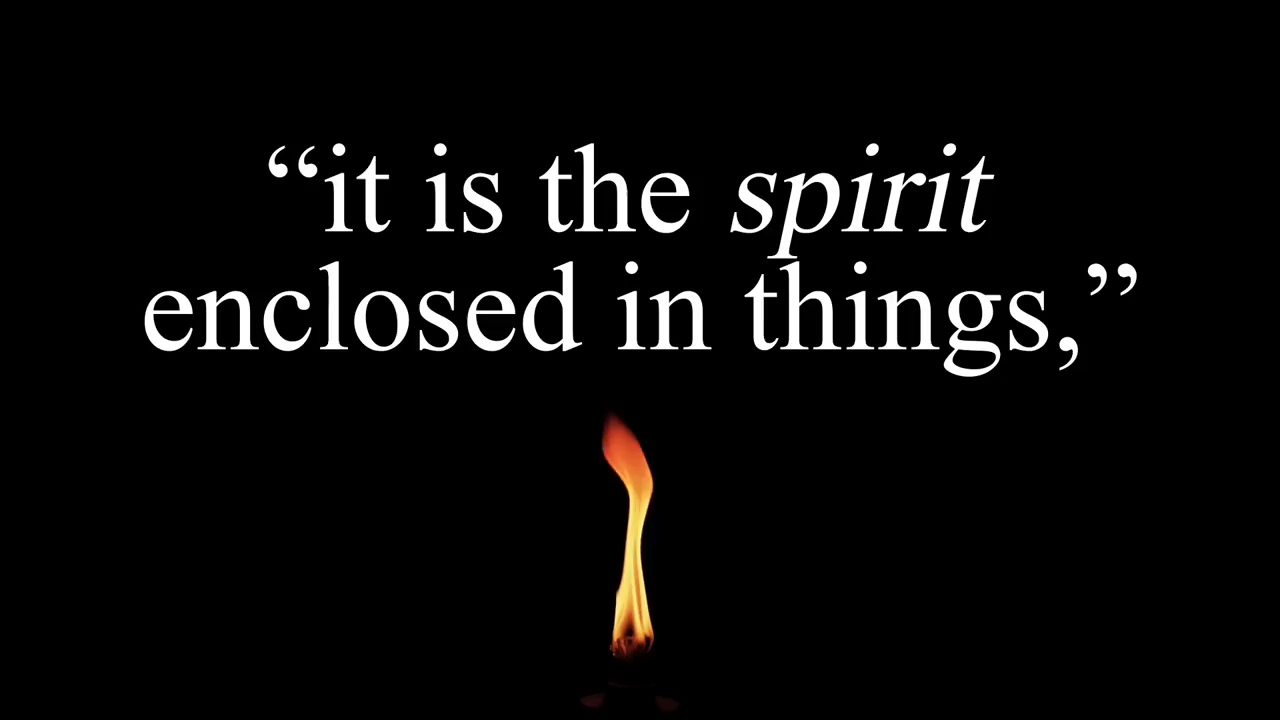 “it is the spirit
enclosed in things,”